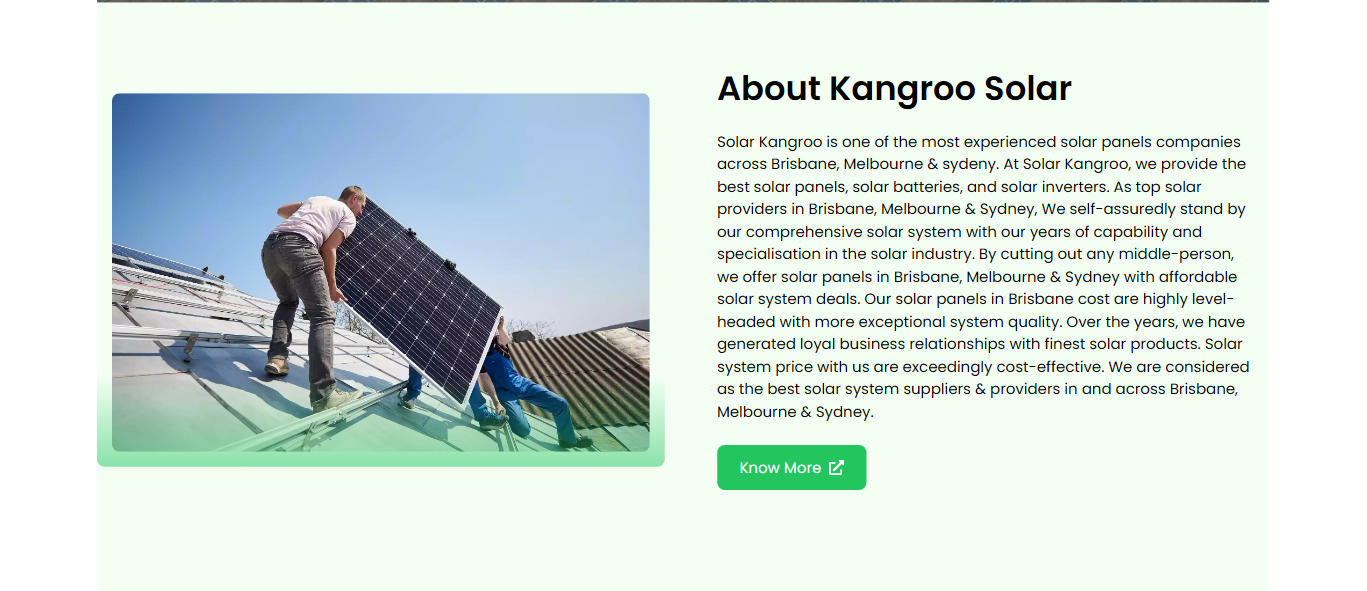 About Kangroo Solar
Solar Kangroo is one of the most experienced solar panels companies
across Brisbane, Melbourne & sydeny. At Solar Kangroo, we provide the
best solar panels, solar batteries, and solar inverters. As top solar
providers in Brisbane, Melbourne & Sydney, We self-assuredly stand by
our comprehensive solar system with our years of capability and
specialisation in the solar industry. By cutting out any middle-person,
we offer solar panels in Brisbane, Melbourne & Sydney with affordable
solar system deals. Our solar panels in Brisbane cost are highly level-
headed with more exceptional system quality. Over the years, we have
generated loyal business relationships with finest solar products. Solar
system price with us are exceedingly cost-effective. We are considered
as the best solar system suppliers & providers in and across Brisbane,
Melbourne & Sydney.
Know More